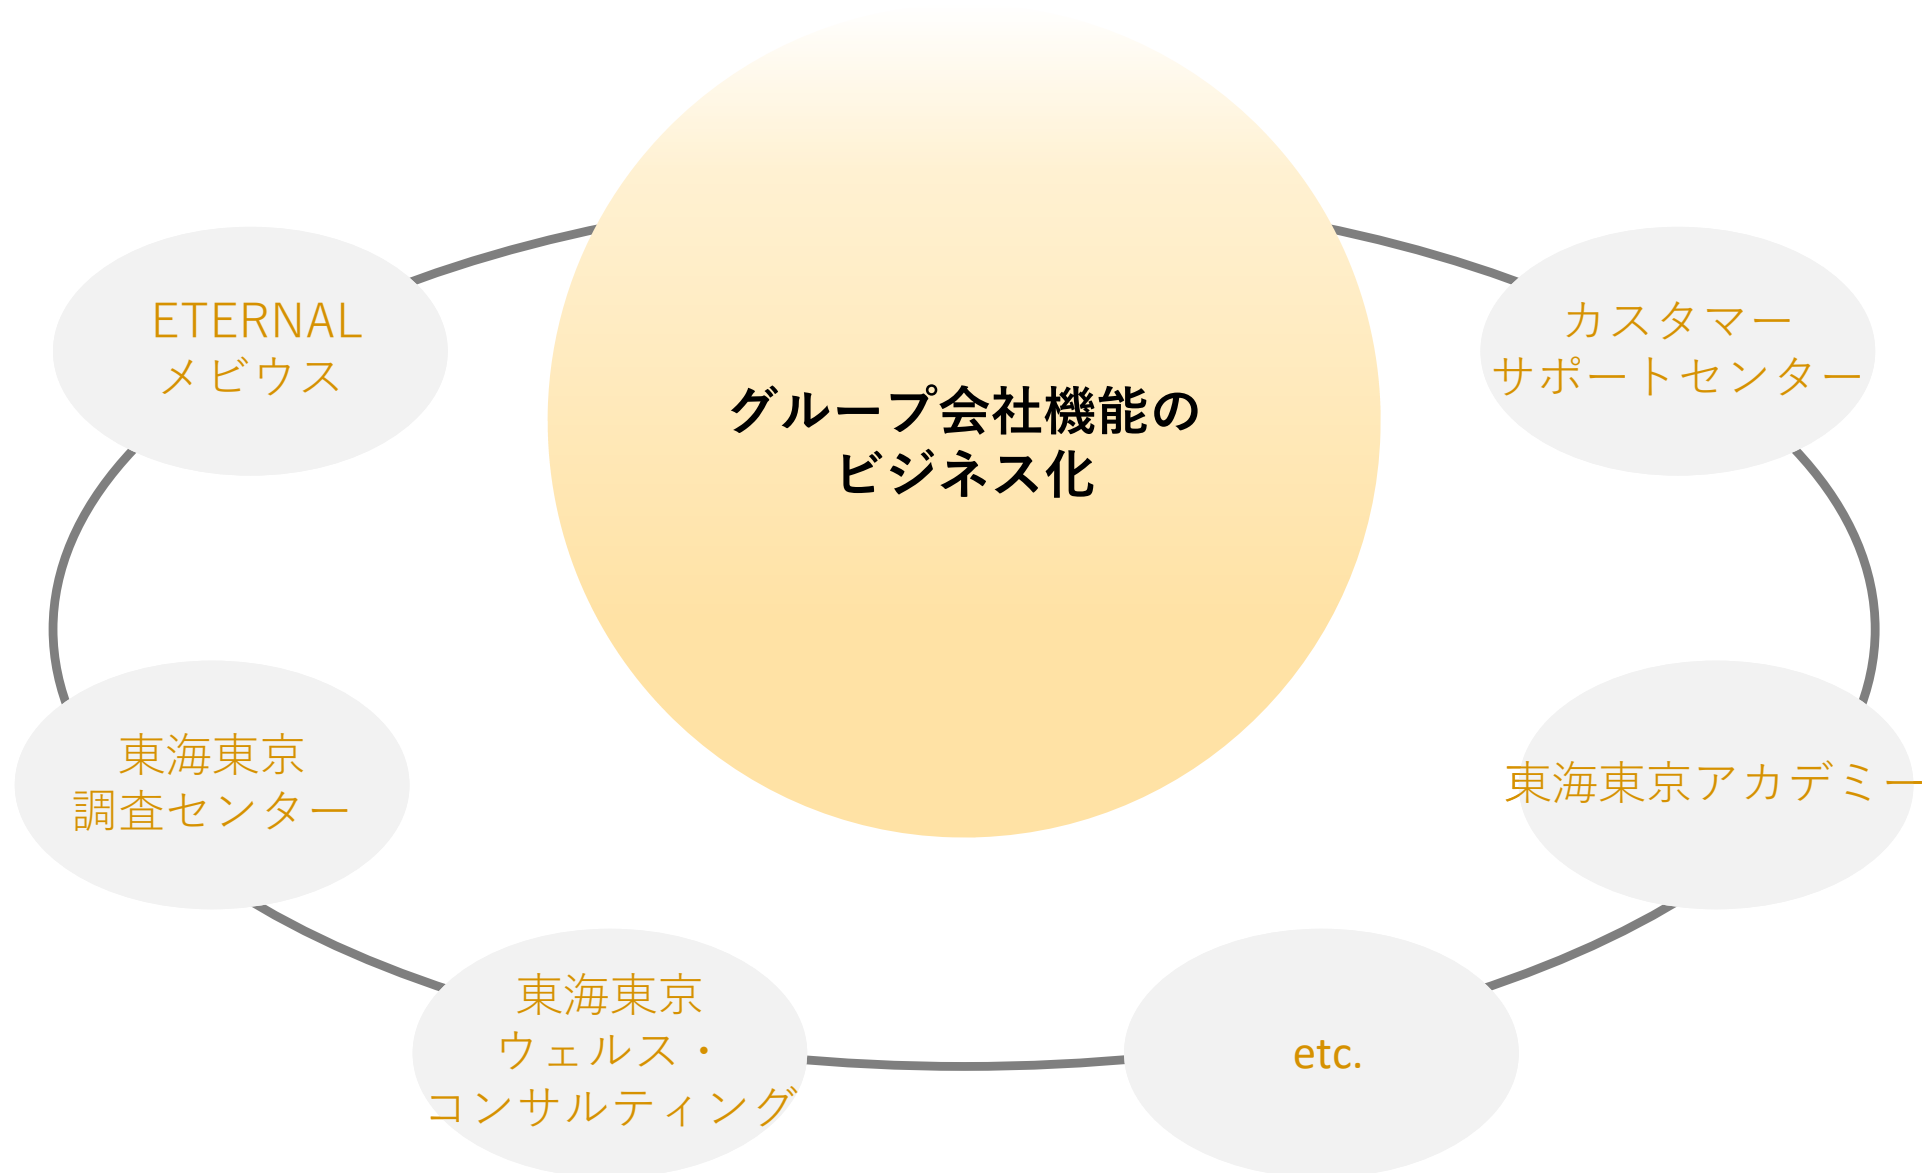 グループ会社機能の
ビジネス化
ETERNAL
メビウス
カスタマー
サポートセンター
東海東京
調査センター
東海東京アカデミー
東海東京
ウェルス・
コンサルティング
etc.